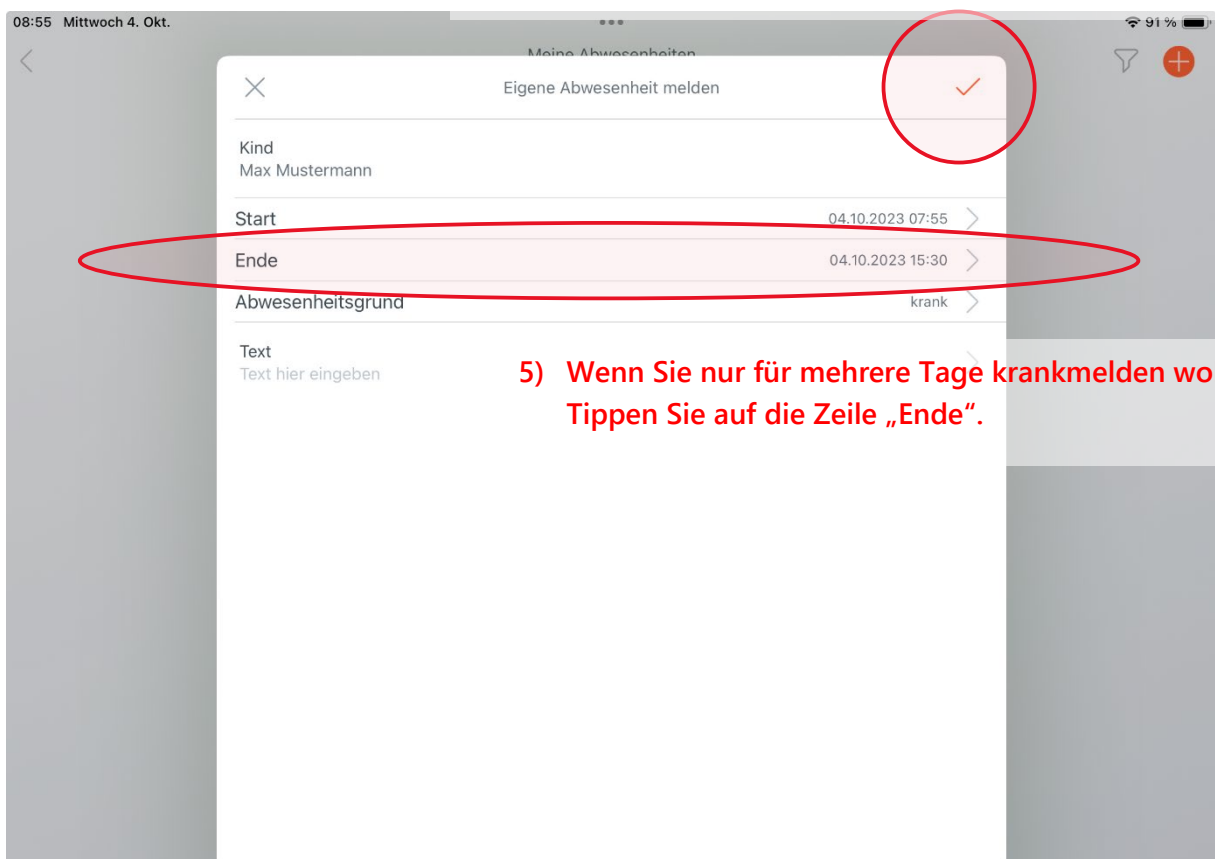 08:55 Mittwoch 4. Okt.
91 %
Meine Abwesenheiten
Eigene Abwesenheit melden
Kind
Max Mustermann
Start 04.10.2023 07:55
Ende 04.10.2023 15:30
Abwesenheitsgrund krank
Text
Text hier eingeben
5) Wenn Sie nur für mehrere Tage krankmelden wo
Tippen Sie auf die Zeile „Ende“.